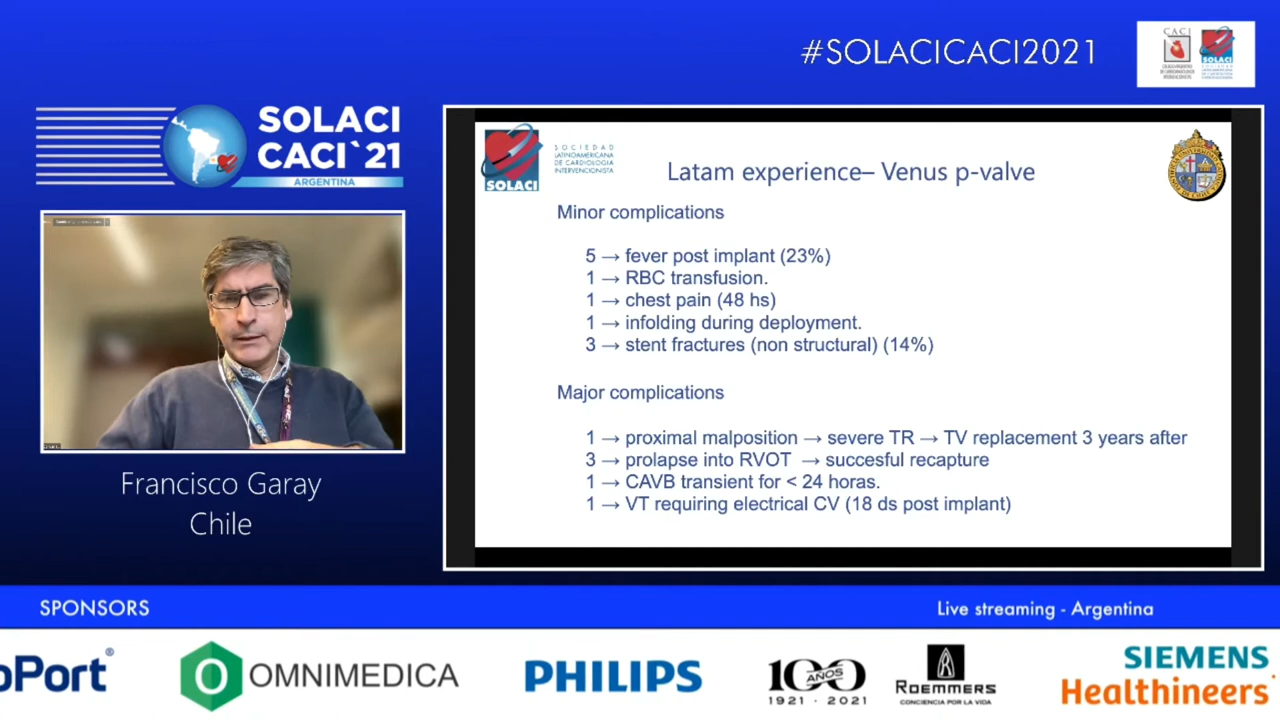 #SOLACICACI2021
CACI
SOLACI
SOLACI
CACI`21
ARGENTINA
SOCIEDAD
LATINOAMERICANA
DE CARDIOLOGIA
INTERVENCIONISTA
SOLACI
Latam experience– Venus p-valve
Minor complications
5 → fever post implant (23%)
1 → RBC transfusion.
1 → chest pain (48 hs)
1 → infolding during deployment.
3 → stent fractures (non structural) (14%)
Major complications
1 → proximal malposition → severe TR → TV replacement 3 years after
3 → prolapse into RVOT → succesful recapture
1 → CAVB transient for < 24 horas.
1 → VT requiring electrical CV (18 ds post implant)
Francisco Garay
Chile
SPONSORS
Live streaming - Argentina
oPort®
OMNIMEDICA
PHILIPS
100
AÑOS
1921 · 2021
ROEMMERS
CONCIENCIA POR LA VIDA
SIEMENS
Healthineers